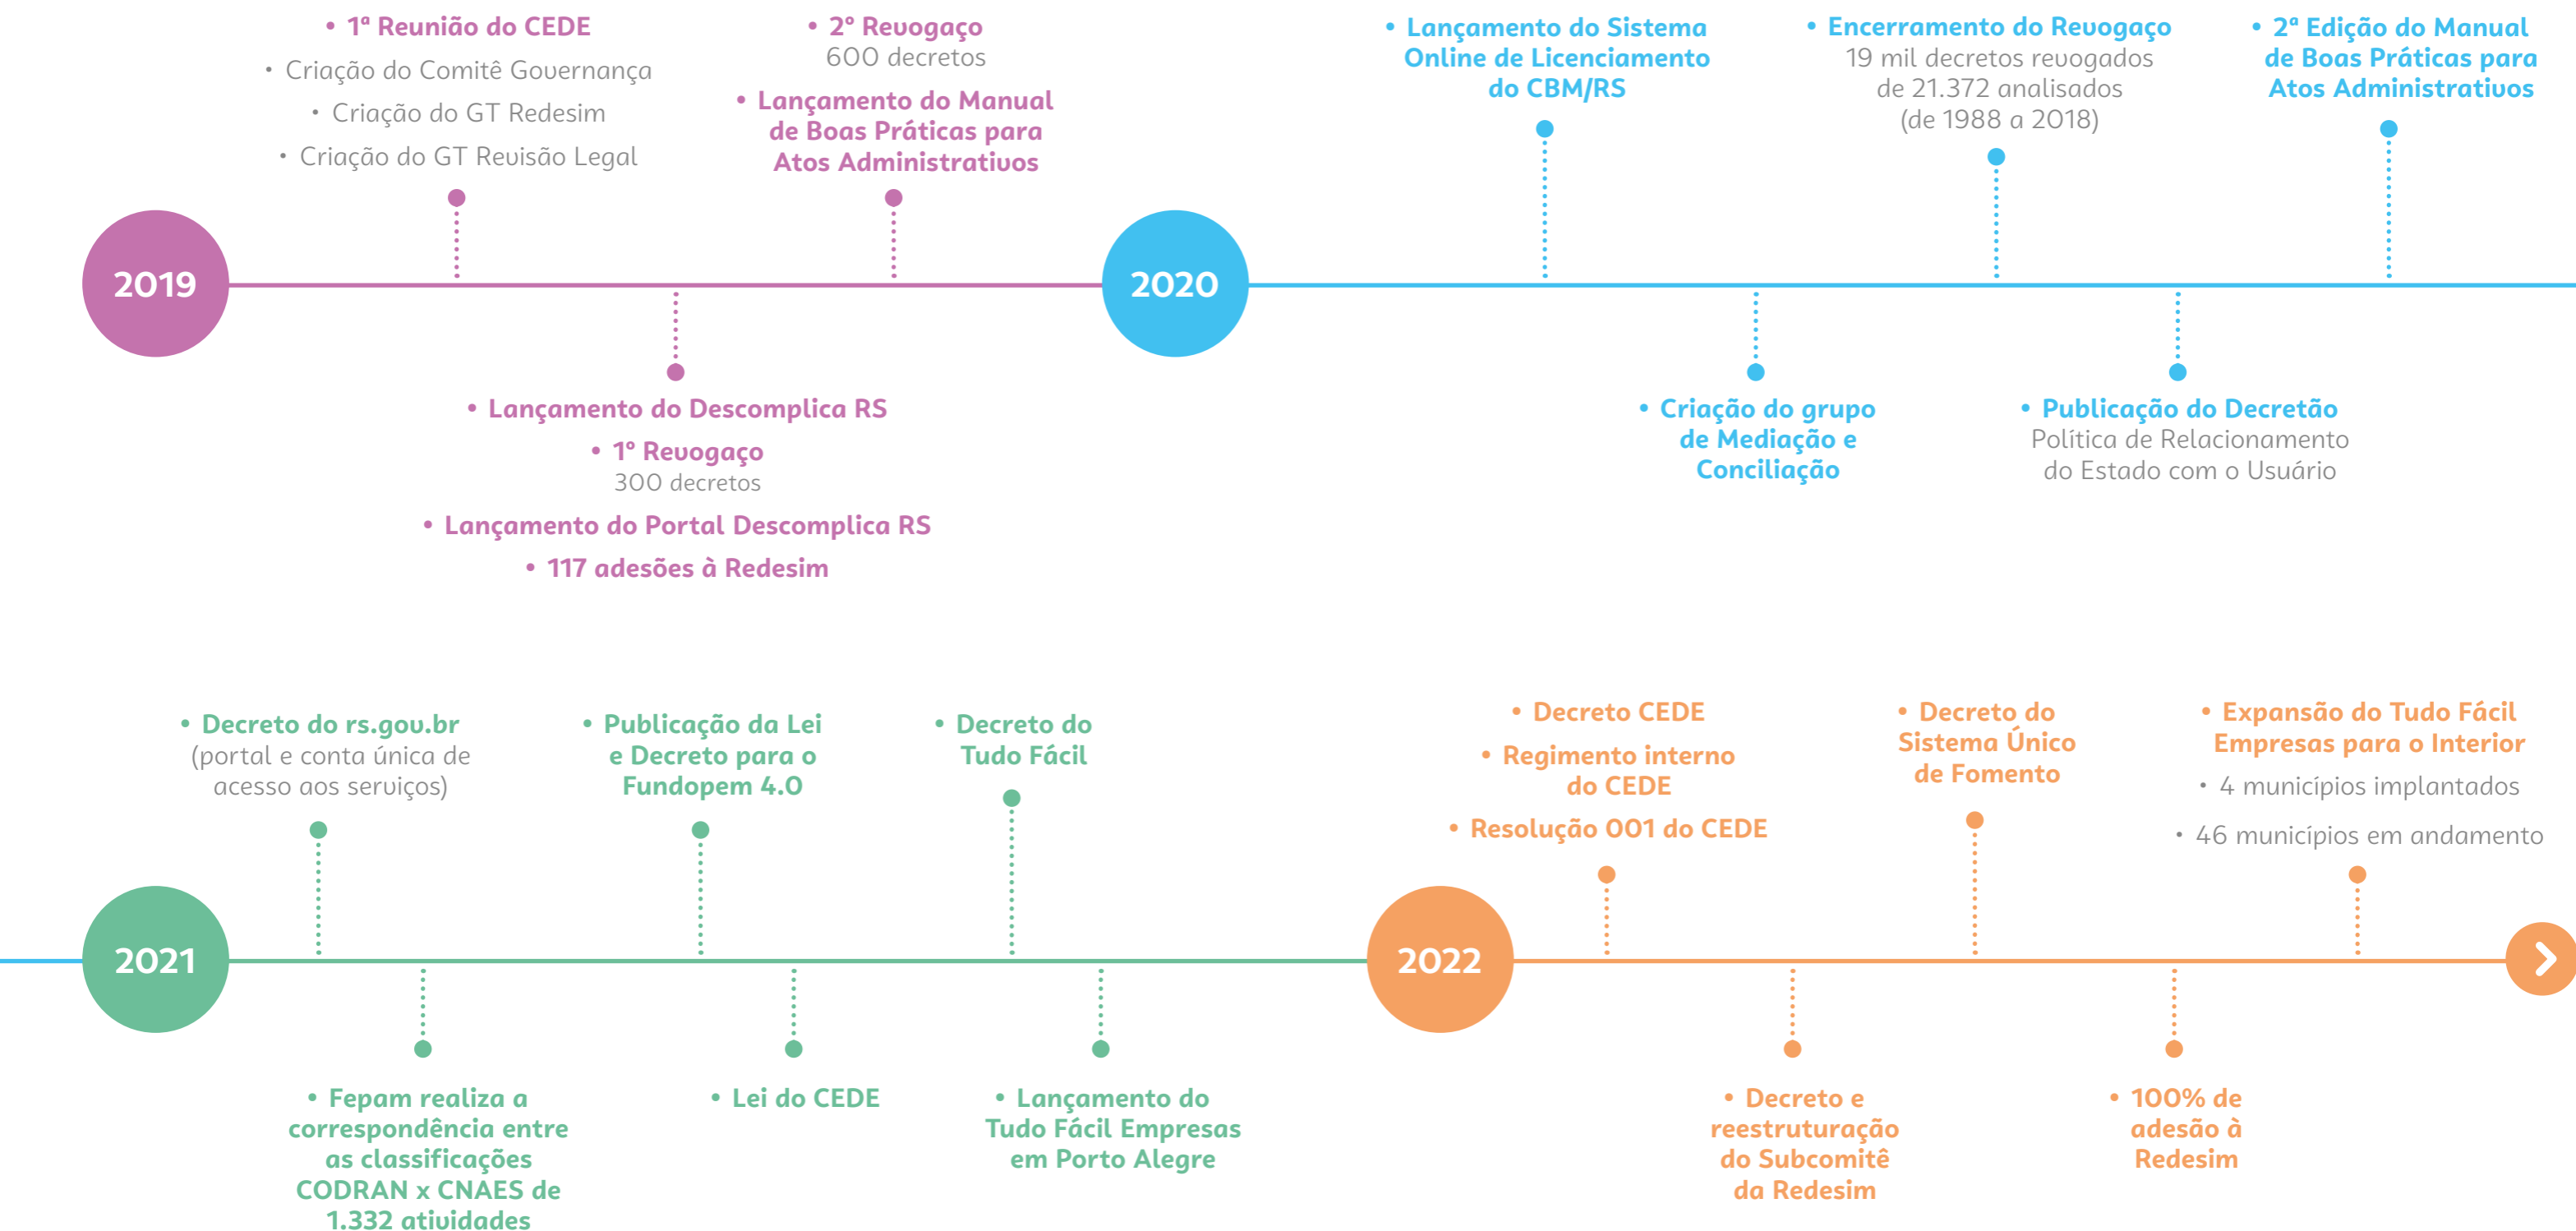 2019
• 1ª Reunião do CEDE
• Criação do Comitê Governança
• Criação do GT Redesim
• Criação do GT Revisão Legal
• Lançamento do Descomplica RS
• 1º Revogaço
300 decretos
• Lançamento do Portal Descomplica RS
• 117 adesões à Redesim
• 2º Revogaço
600 decretos
• Lançamento do Manual
de Boas Práticas para
Atos Administrativos
2020
• Lançamento do Sistema
Online de Licenciamento
do CBM/RS
• Criação do grupo
de Mediação e
Conciliação
• Encerramento do Revogaço
19 mil decretos revogados
de 21.372 analisados
(de 1988 a 2018)
• Publicação do Decretão
Política de Relacionamento
do Estado com o Usuário
• 2ª Edição do Manual
de Boas Práticas para
Atos Administrativos
2021
• Decreto do rs.gov.br
(portal e conta única de
acesso aos serviços)
• Fepam realiza a
correspondência entre
as classificações
CODRAN x CNAES de
1.332 atividades
• Publicação da Lei
e Decreto para o
Fundopem 4.0
• Lei do CEDE
• Decreto do
Tudo Fácil
• Lançamento do
Tudo Fácil Empresas
em Porto Alegre
2022
• Decreto CEDE
• Regimento interno
do CEDE
• Resolução 001 do CEDE
• Decreto e
reestruturação
do Subcomitê
da Redesim
• Decreto do
Sistema Único
de Fomento
• 100% de
adesão à
Redesim
• Expansão do Tudo Fácil
Empresas para o Interior
• 4 municípios implantados
• 46 municípios em andamento